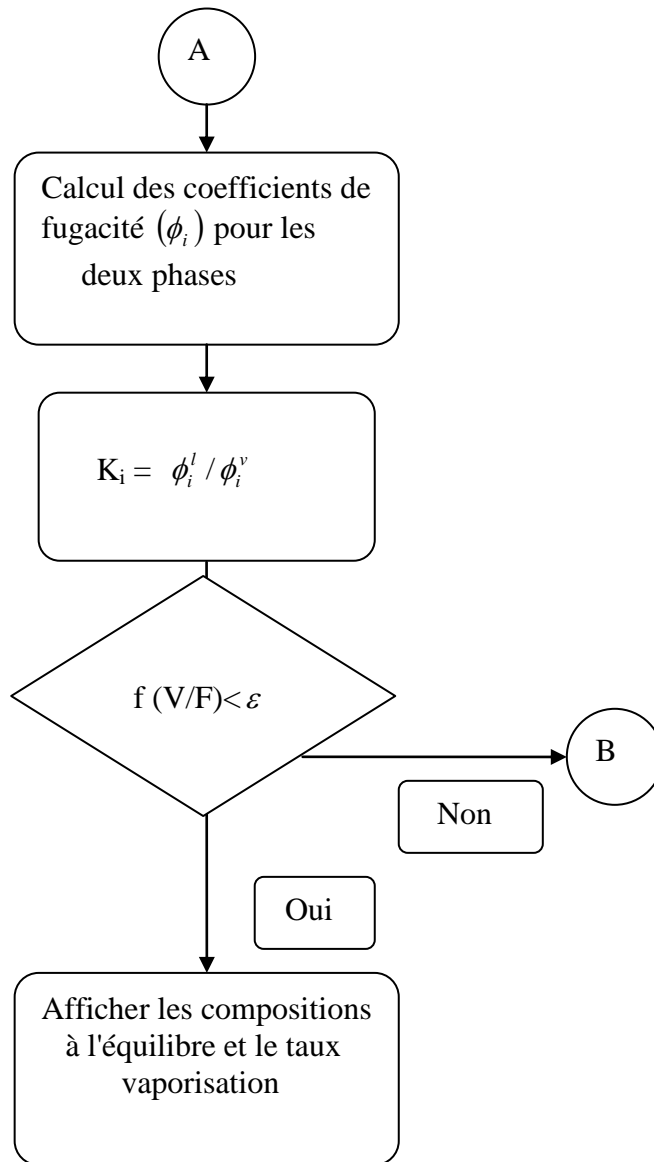 A
Calcul des coefficients de
fugacité (ϕᵢ) pour les
deux phases
Kᵢ = ϕᵢˡ / ϕᵢᵛ
f (V/F)<ε
B
Non
Oui
Afficher les compositions
à l'équilibre et le taux
vaporisation